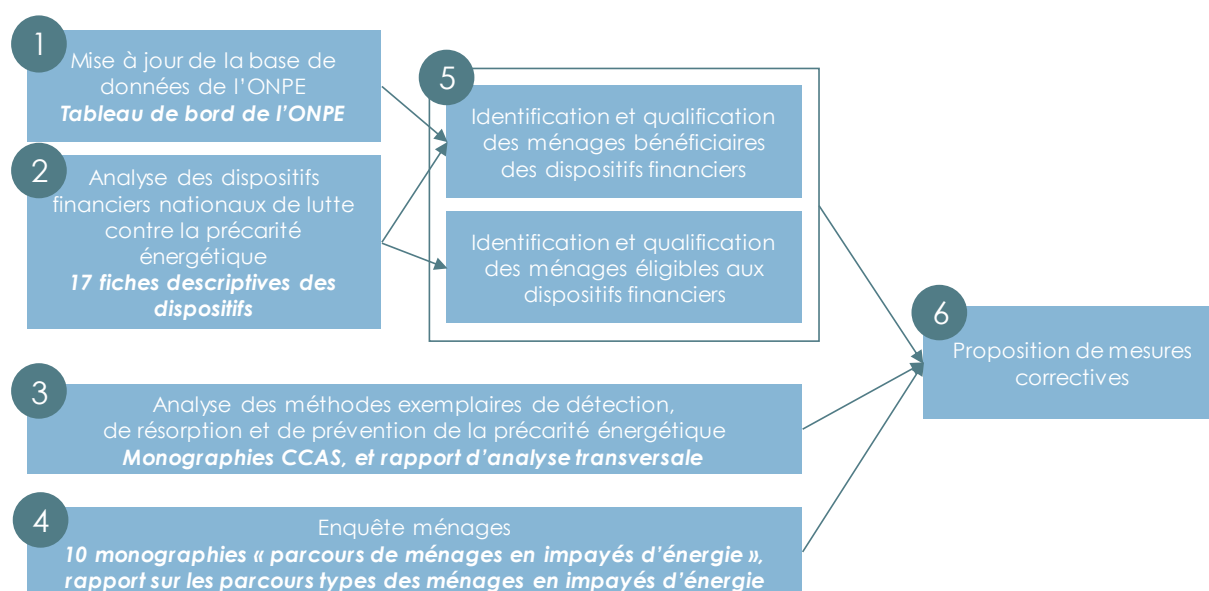 1
Mise à jour de la base de
données de l’ONPE
Tableau de bord de l’ONPE
2
Analyse des dispositifs
financiers nationaux de lutte
contre la précarité
énergétique
17 fiches descriptives des
dispositifs
5
Identification et qualification
des ménages bénéficiaires
des dispositifs financiers
Identification et qualification
des ménages éligibles aux
dispositifs financiers
3
Analyse des méthodes exemplaires de détection,
de résorption et de prévention de la précarité énergétique
Monographies CCAS, et rapport d’analyse transversale
4
Enquête ménages
10 monographies « parcours de ménages en impayés d’énergie »,
rapport sur les parcours types des ménages en impayés d’énergie
6
Proposition de mesures
correctives